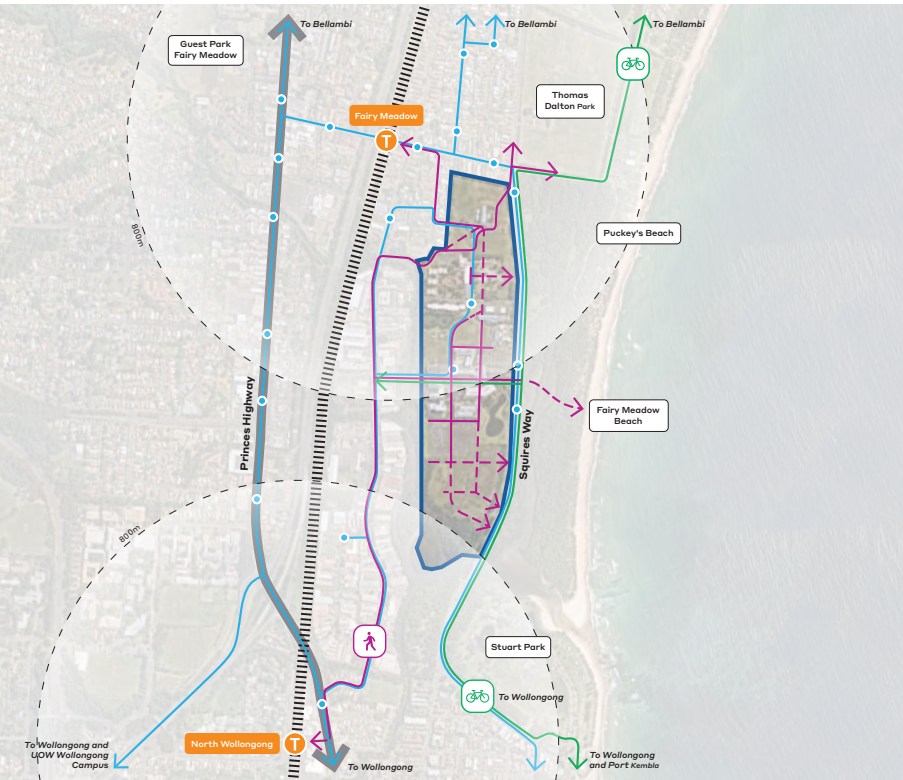 To Bellambi
To Bellambi
To Bellambi
Guest Park
Fairy Meadow
Thomas
Dalton Park
Fairy Meadow
T
800m
Puckey's Beach
Princes Highway
Squires Way
Fairy Meadow
Beach
800m
Stuart Park
To Wollongong
North Wollongong
T
To Wollongong and
UOW Wollongong
Campus
To Wollongong
To Wollongong
and Port Kembla